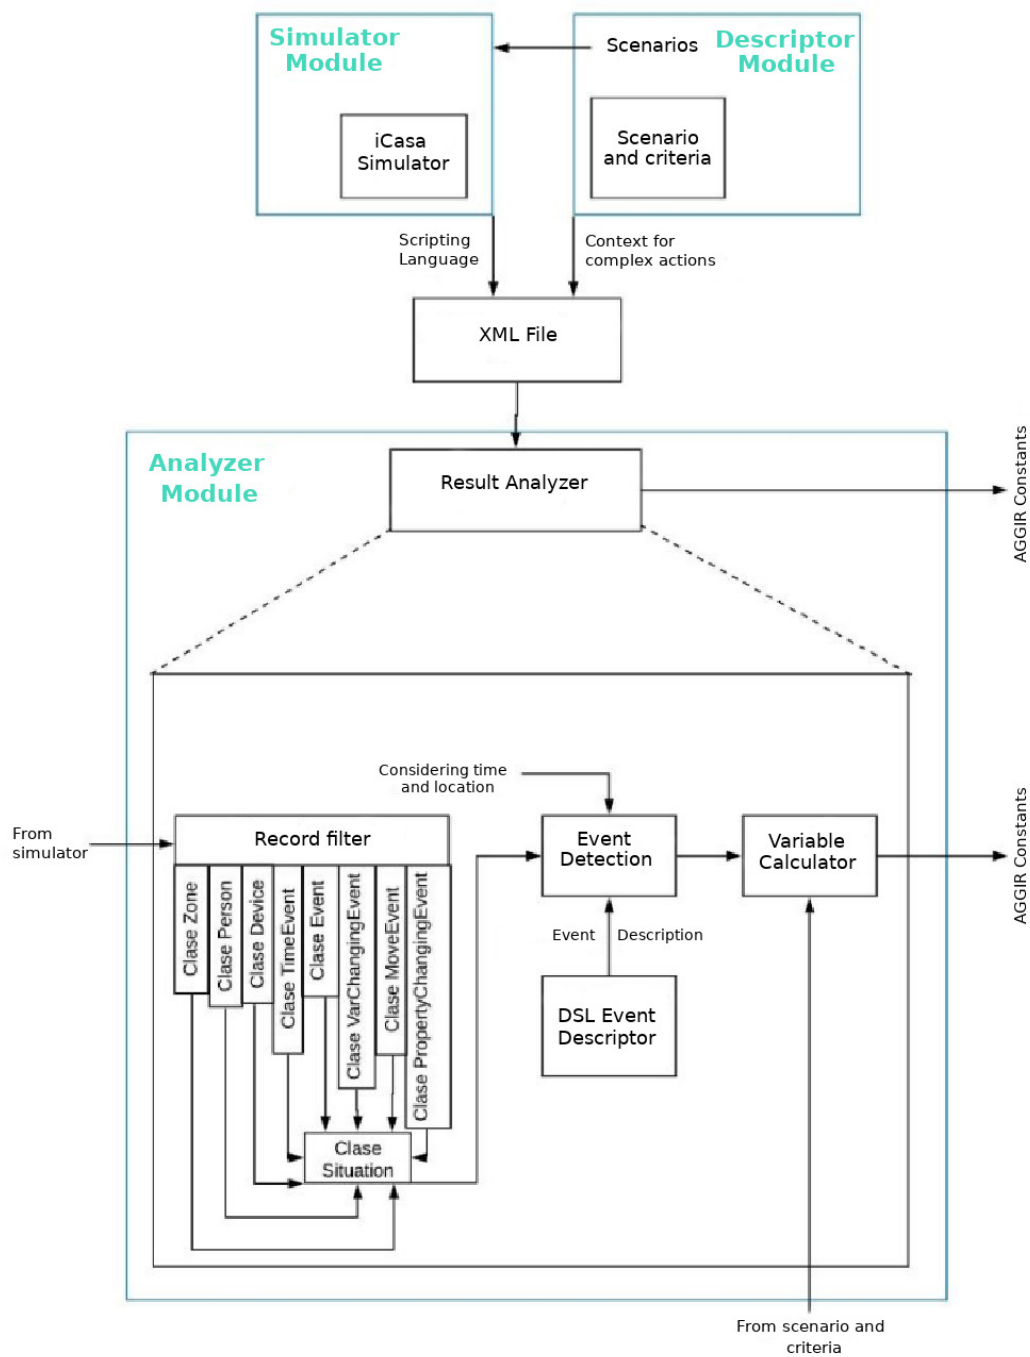 Simulator
Module
Scenarios
Descriptor
Module
iCasa
Simulator
Scenario
and criteria
Scripting
Language
Context for
complex actions
XML File
Analyzer
Module
Result Analyzer
AGGIR Constants
Considering time
and location
From
simulator
Record filter
Event
Detection
Variable
Calculator
AGGIR Constants
Clase Zone
Clase Person
Clase Device
Clase TimeEvent
Clase Event
Clase VarChangingEvent
Clase MoveEvent
Clase PropertyChangingEvent
Event Description
DSL Event
Descriptor
Clase
Situation
From scenario and
criteria